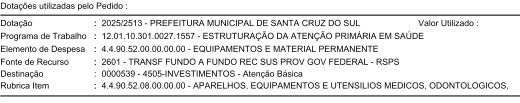 Dotações utilizadas pelo Pedido :
Dotação : 2025/2513 - PREFEITURA MUNICIPAL DE SANTA CRUZ DO SUL Valor Utilizado :
Programa de Trabalho : 12.01.10.301.0027.1557 - ESTRUTURAÇÃO DA ATENÇÃO PRIMÁRIA EM SAÚDE
Elemento de Despesa : 4.4.90.52.00.00.00.00 - EQUIPAMENTOS E MATERIAL PERMANENTE
Fonte de Recurso : 2601 - TRANSF FUNDO A FUNDO REC SUS PROV GOV FEDERAL - RSPS
Destinação : 0000539 - 4505-INVESTIMENTOS - Atenção Básica
Rubrica Item : 4.4.90.52.08.00.00.00 - APARELHOS, EQUIPAMENTOS E UTENSILIOS MEDICOS, ODONTOLOGICOS,